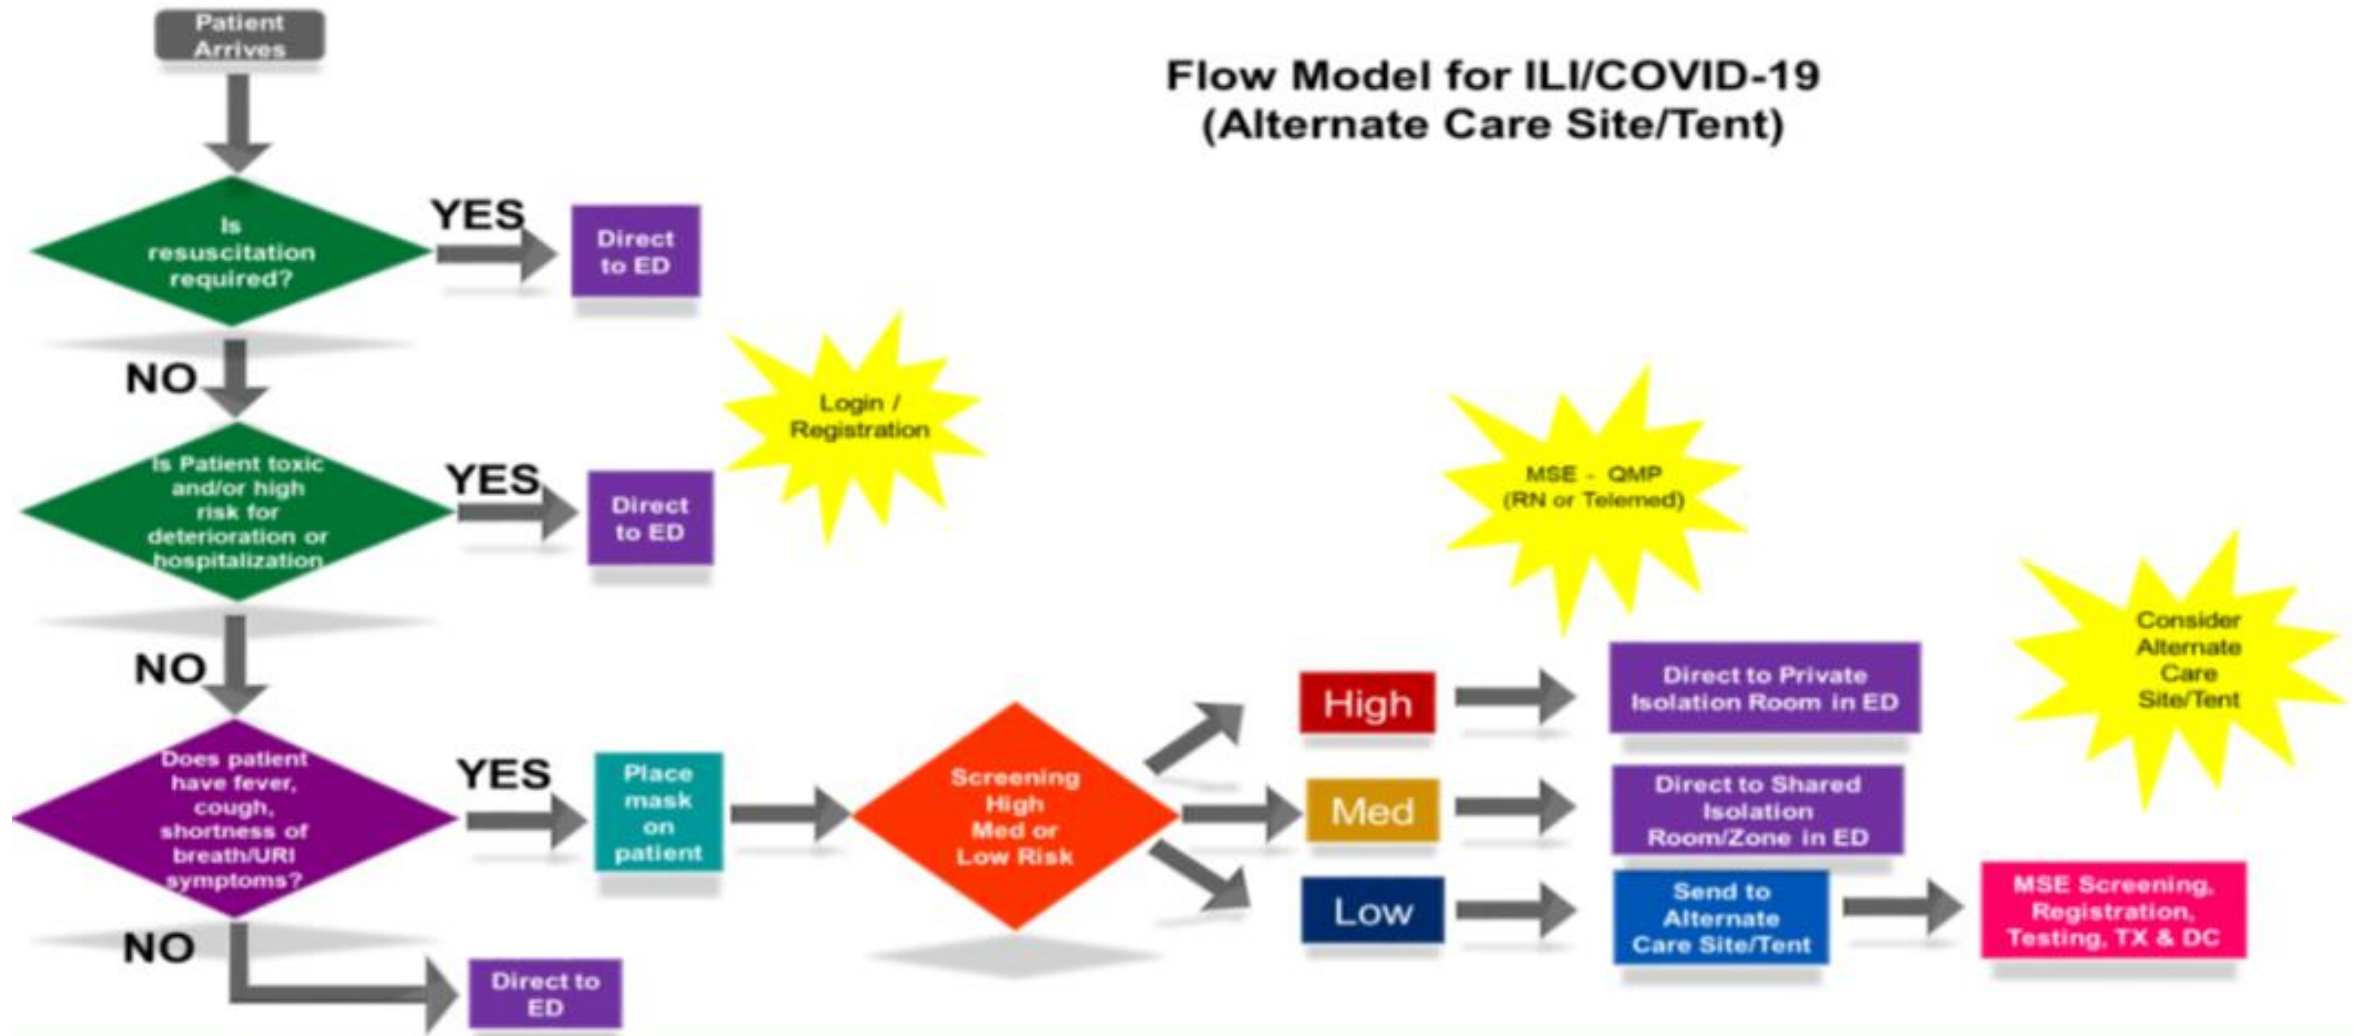 Patient
Arrives
Flow Model for ILI/COVID-19
(Alternate Care Site/Tent)
Is
resuscitation
required?
YES
Direct
to ED
NO
Login /
Registration
Is Patient toxic
and/or high
risk for
deterioration or
hospitalization
YES
Direct
to ED
MSE - QMP
(RN or Telemed)
Consider
Alternate
Care
Site/Tent
NO
Does patient
have fever,
cough,
shortness of
breath/URI
symptoms?
YES
Place
mask
on
patient
Screening
High
Med or
Low Risk
High
Direct to Private
Isolation Room in ED
Med
Direct to Shared
Isolation
Room/Zone in ED
Low
Send to
Alternate
Care Site/Tent
MSE Screening,
Registration,
Testing, TX & DC
NO
Direct to
ED